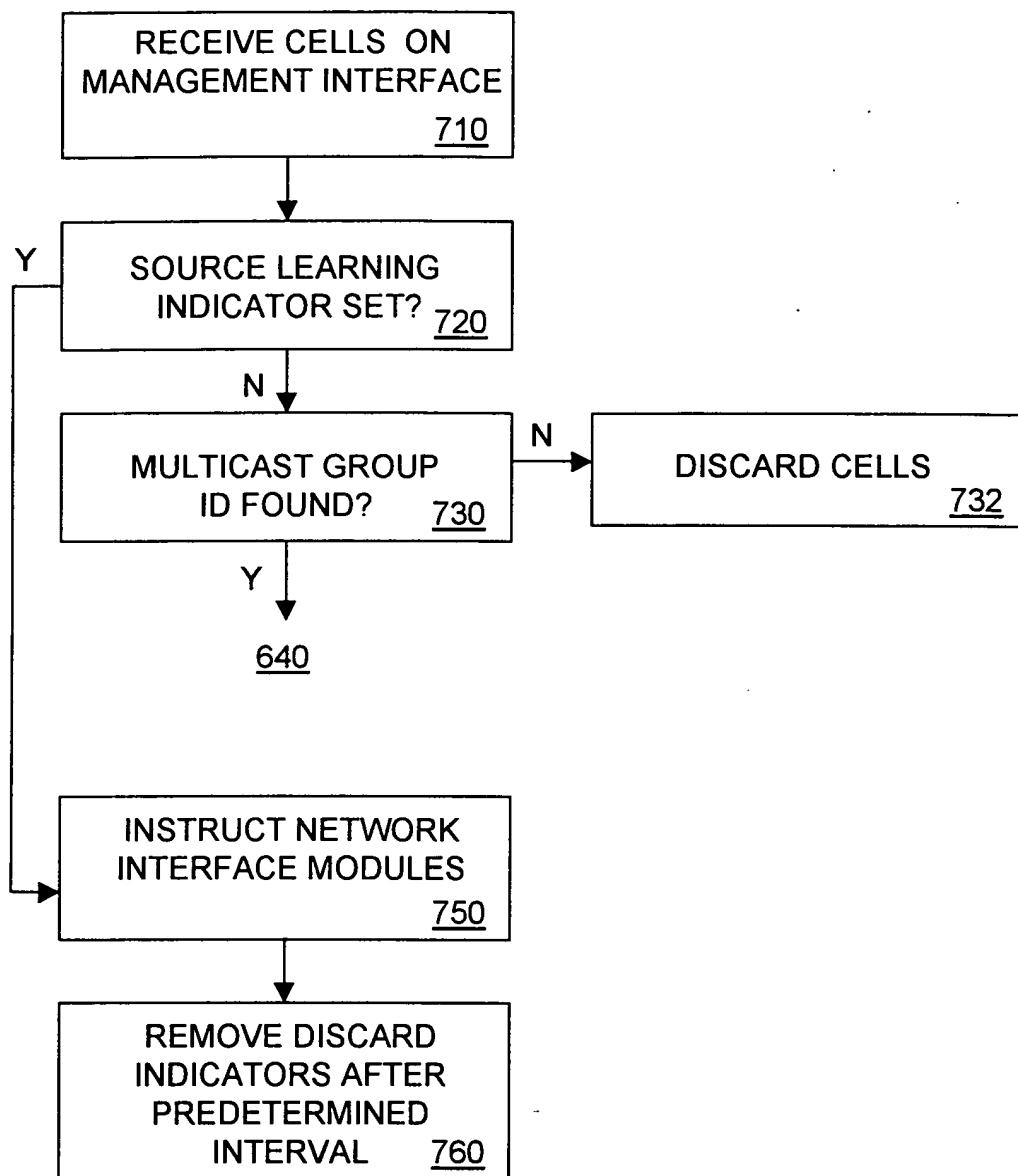 RECEIVE CELLS ON
MANAGEMENT INTERFACE
710
Y
SOURCE LEARNING
INDICATOR SET?
720
N
MULTICAST GROUP
ID FOUND?
730
N
DISCARD CELLS
732
Y
640
INSTRUCT NETWORK
INTERFACE MODULES
750
REMOVE DISCARD
INDICATORS AFTER
PREDETERMINED
INTERVAL
760